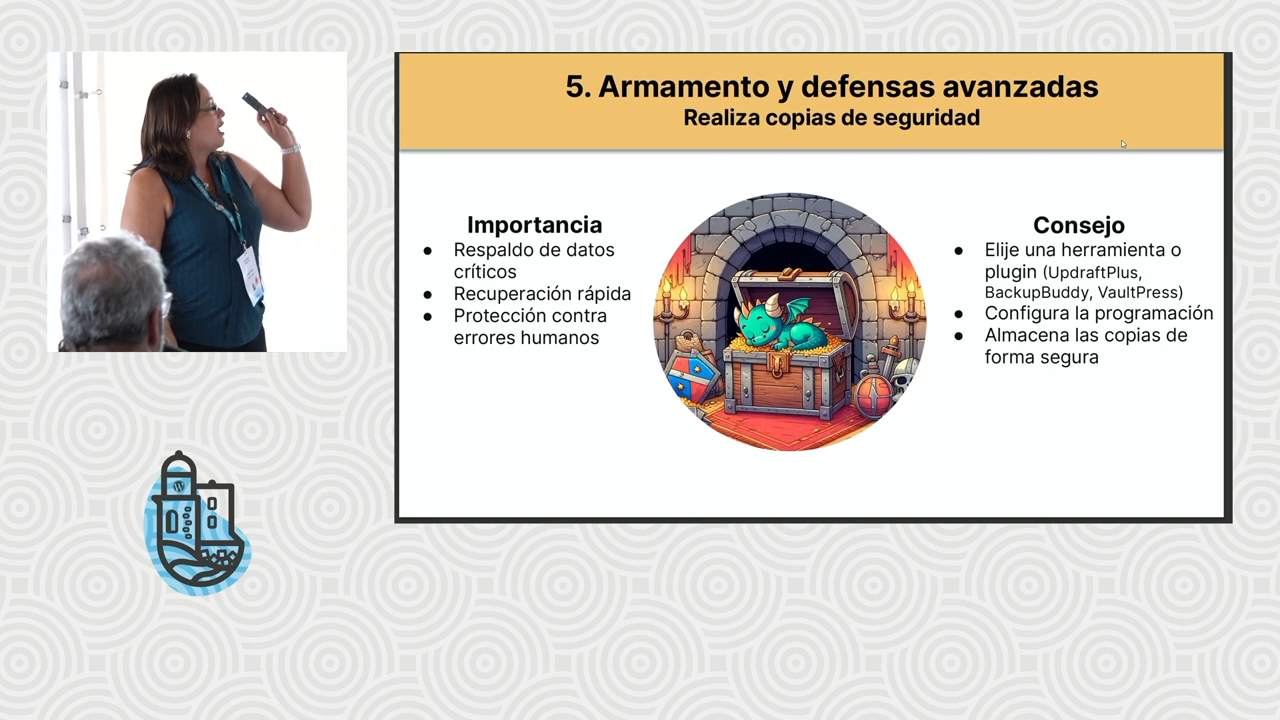 5. Armamento y defensas avanzadas
Realiza copias de seguridad
Importancia
● Respaldo de datos
críticos
● Recuperación rápida
● Protección contra
errores humanos
Consejo
● Elije una herramienta o
plugin (UpdraftPlus,
BackupBuddy, VaultPress)
● Configura la programación
● Almacena las copias de
forma segura